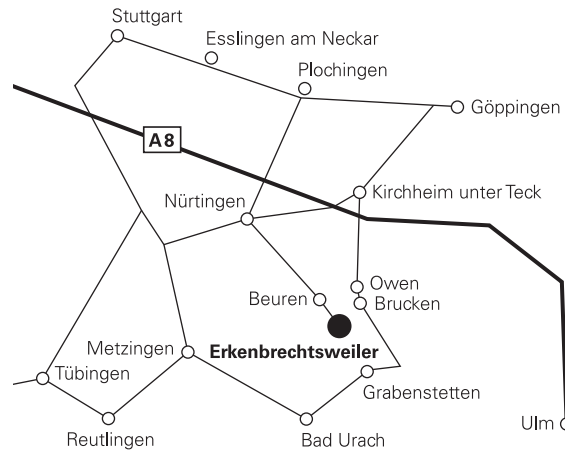 Stuttgart
Esslingen am Neckar
Plochingen
Göppingen
A8
Kirchheim unter Teck
Nürtingen
Owen
Beuren
Brucken
Erkenbrechtsweiler
Metzingen
Tübingen
Grabenstetten
Reutlingen
Bad Urach
Ulm